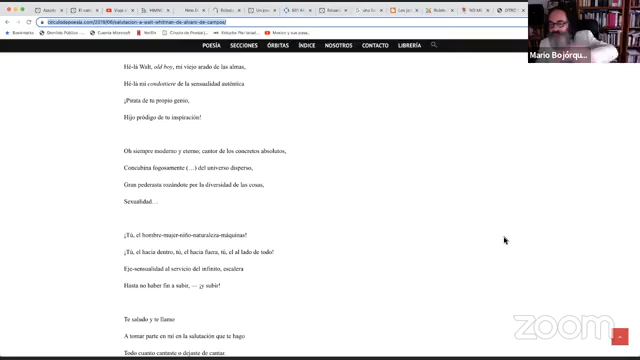 circulodepoesia.com/2019/06/salutacion-a-walt-whitman-de-alvaro-de-campos/
POESÍA SECCIONES ÓRBITAS ÍNDICE NOSOTROS CONTACTO LIBRERÍA
Mario Bojórqu...
Hé-lá Walt, old boy, mi viejo arado de las almas,
Hé-lá mi condottiere de la sensualidad auténtica
¡Pirata de tu propio genio,
Hijo pródigo de tu inspiración!
Oh siempre moderno y eterno, cantor de los concretos absolutos,
Concubina fogosamente (…) del universo disperso,
Gran pederasta rozándote por la diversidad de las cosas,
Sexualidad…
¡Tú, el hombre-mujer-niño-naturaleza-máquinas!
¡Tú, el hacia dentro, tú, el hacia fuera, tú, el al lado de todo!
Eje-sensualidad al servicio del infinito, escalera
Hasta no haber fin a subir, — ¡y subir!
Te saludo y te llamo
A tomar parte en mí en la salutación que te hago
Todo cuanto cantaste o dejaste de cantar.
zoom